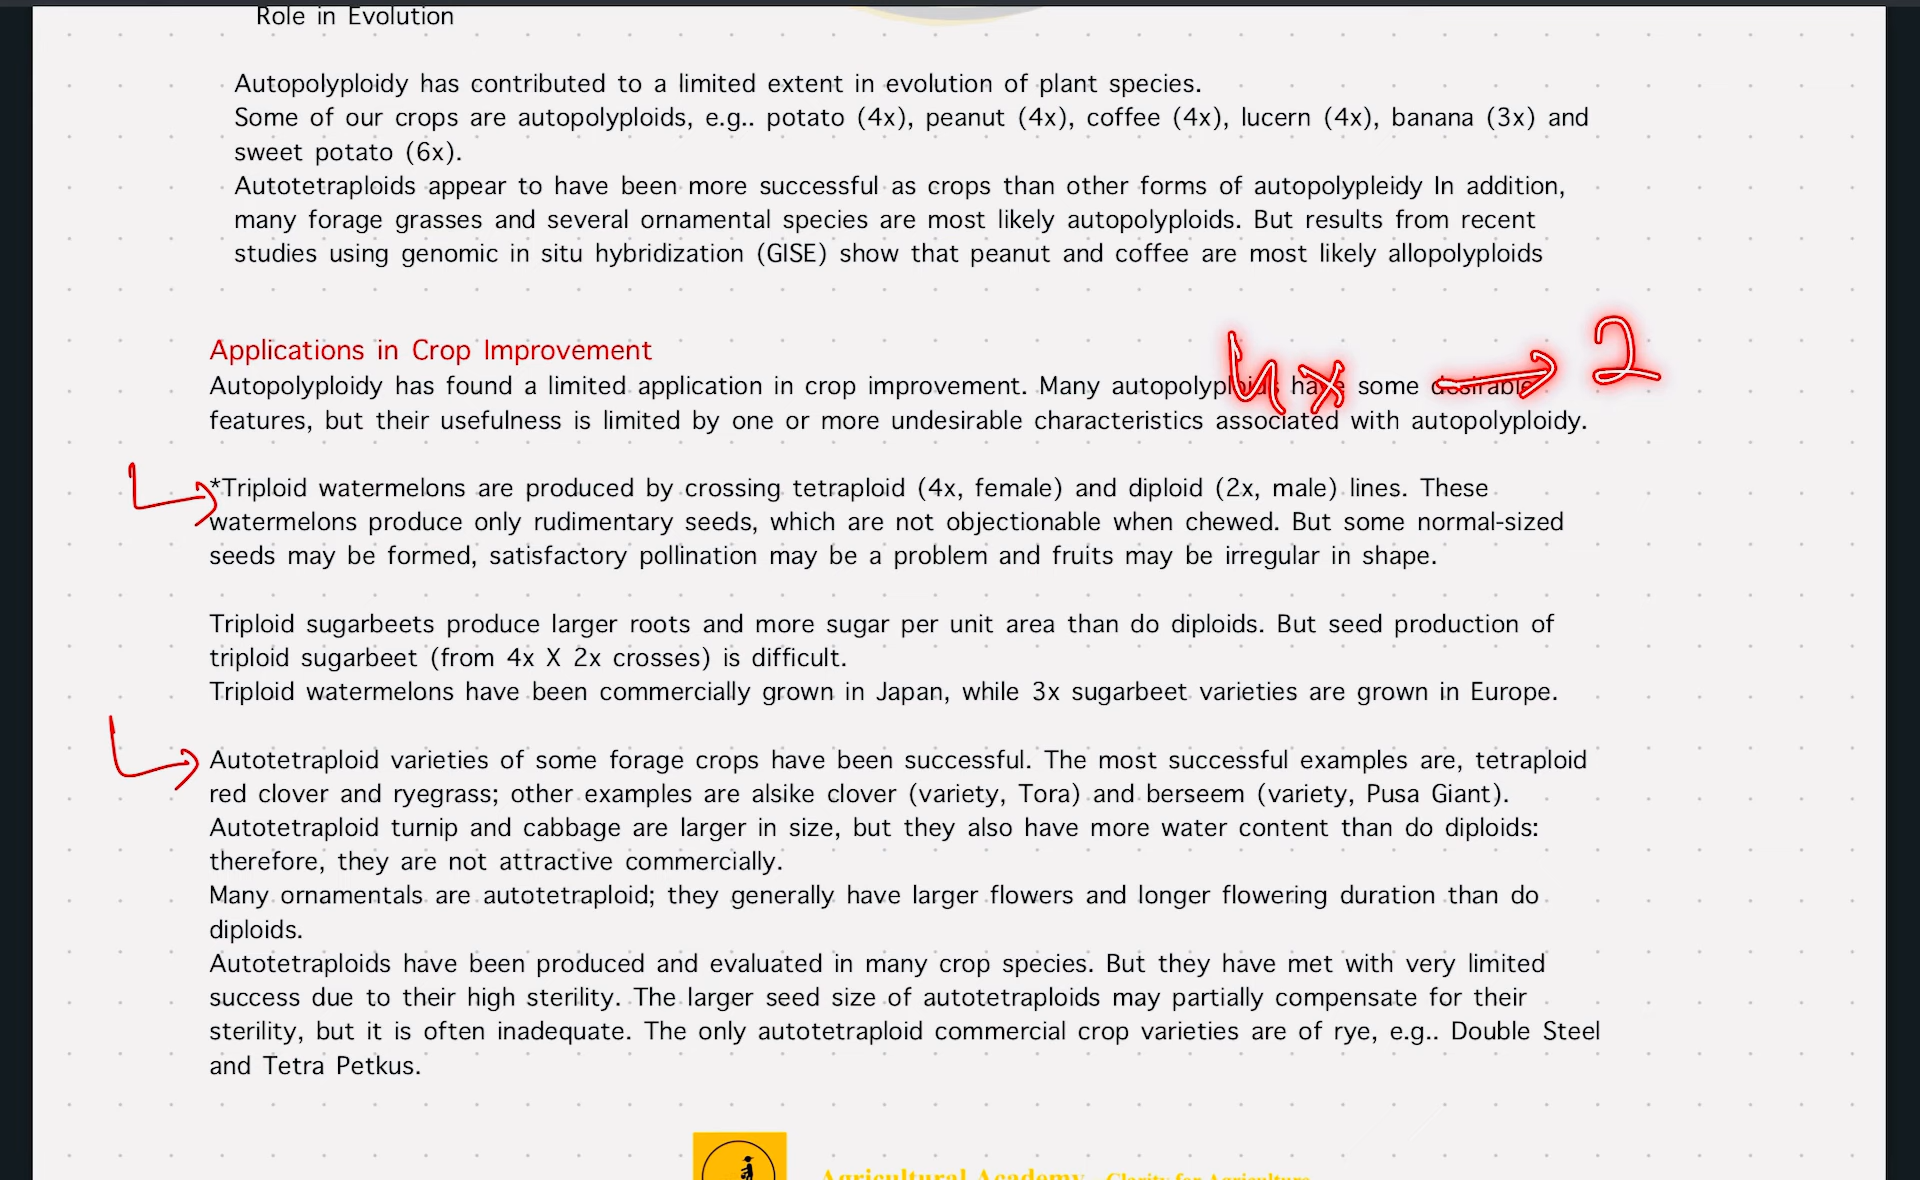 Role in Evolution
Autopolyploidy has contributed to a limited extent in evolution of plant species.
Some of our crops are autopolyploids, e.g.. potato (4x), peanut (4x), coffee (4x), lucern (4x), banana (3x) and
sweet potato (6x).
Autotetraploids appear to have been more successful as crops than other forms of autopolypleidy In addition,
many forage grasses and several ornamental species are most likely autopolyploids. But results from recent
studies using genomic in situ hybridization (GISE) show that peanut and coffee are most likely allopolyploids
4x → 2
Applications in Crop Improvement
Autopolyploidy has found a limited application in crop improvement. Many autopolyploids have some desirable
features, but their usefulness is limited by one or more undesirable characteristics associated with autopolyploidy.
*Triploid watermelons are produced by crossing tetraploid (4x, female) and diploid (2x, male) lines. These
watermelons produce only rudimentary seeds, which are not objectionable when chewed. But some normal-sized
seeds may be formed, satisfactory pollination may be a problem and fruits may be irregular in shape.
Triploid sugarbeets produce larger roots and more sugar per unit area than do diploids. But seed production of
triploid sugarbeet (from 4x X 2x crosses) is difficult.
Triploid watermelons have been commercially grown in Japan, while 3x sugarbeet varieties are grown in Europe.
Autotetraploid varieties of some forage crops have been successful. The most successful examples are, tetraploid
red clover and ryegrass; other examples are alsike clover (variety, Tora) and berseem (variety, Pusa Giant).
Autotetraploid turnip and cabbage are larger in size, but they also have more water content than do diploids:
therefore, they are not attractive commercially.
Many ornamentals are autotetraploid; they generally have larger flowers and longer flowering duration than do
diploids.
Autotetraploids have been produced and evaluated in many crop species. But they have met with very limited
success due to their high sterility. The larger seed size of autotetraploids may partially compensate for their
sterility, but it is often inadequate. The only autotetraploid commercial crop varieties are of rye, e.g.. Double Steel
and Tetra Petkus.
Agricultural Academy - Clarity for Agriculture